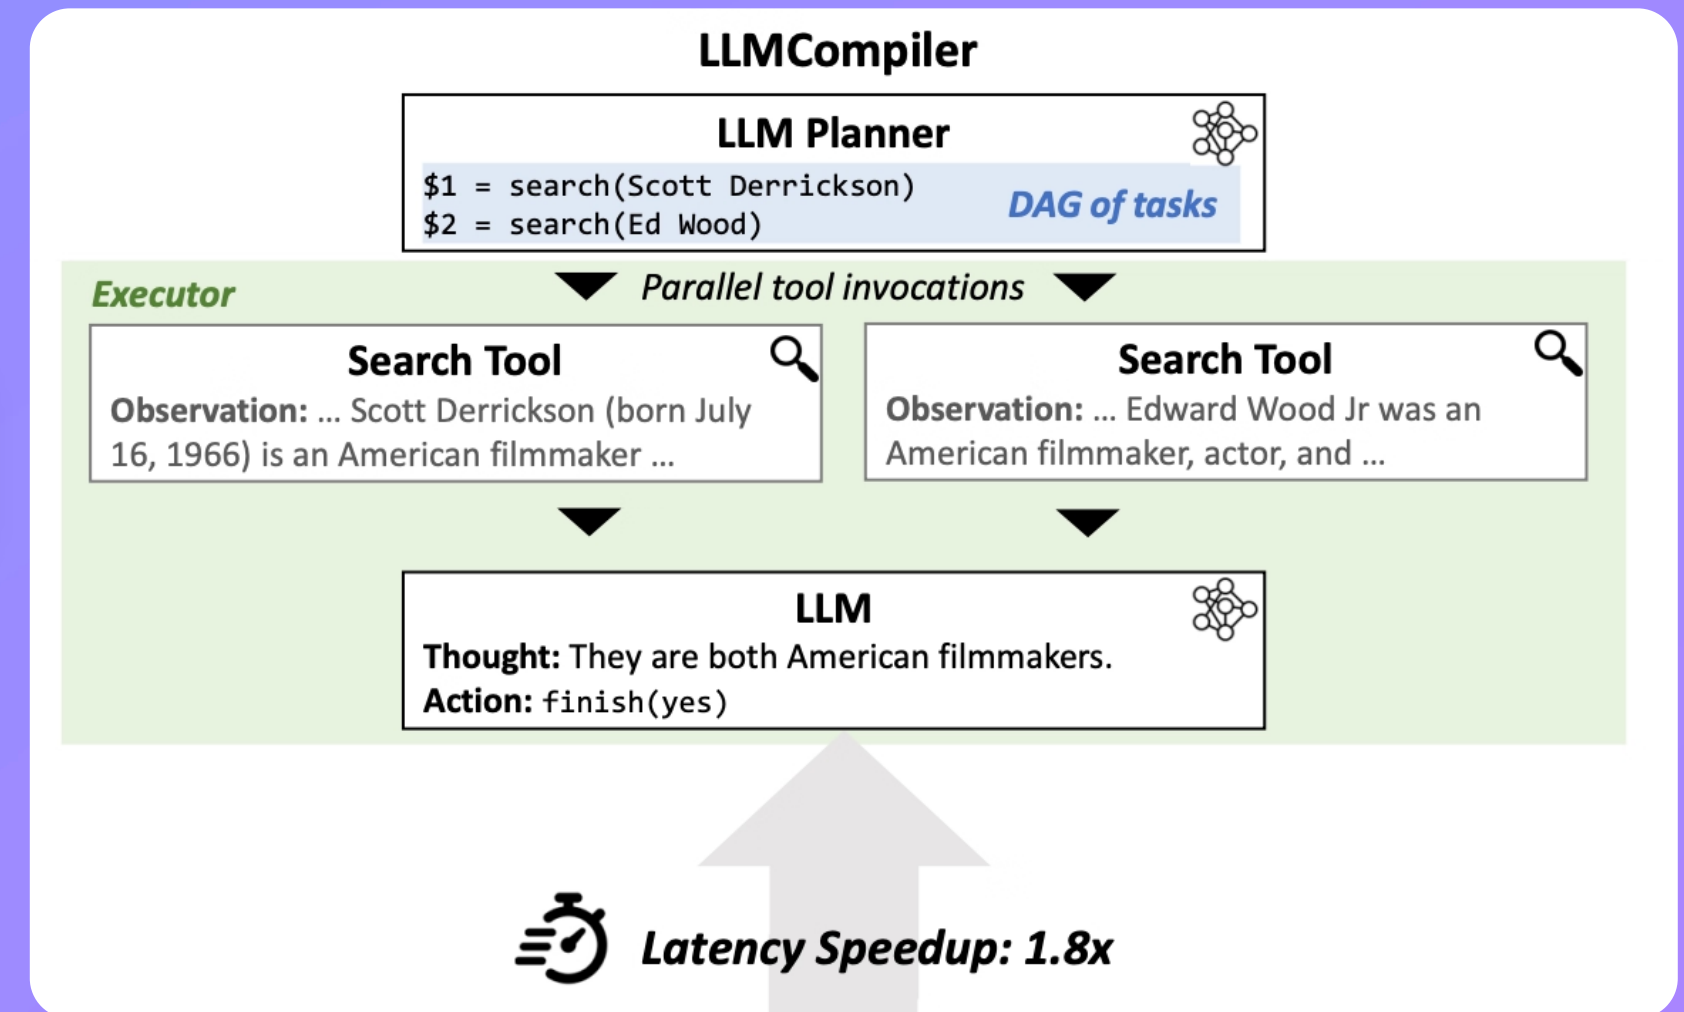 LLMCompiler
LLM Planner
$1 = search(Scott Derrickson)
$2 = search(Ed Wood)
DAG of tasks
Executor
Parallel tool invocations
Search Tool
Observation: ... Scott Derrickson (born July
16, 1966) is an American filmmaker ...
Search Tool
Observation: ... Edward Wood Jr was an
American filmmaker, actor, and ...
LLM
Thought: They are both American filmmakers.
Action: finish(yes)
Latency Speedup: 1.8x